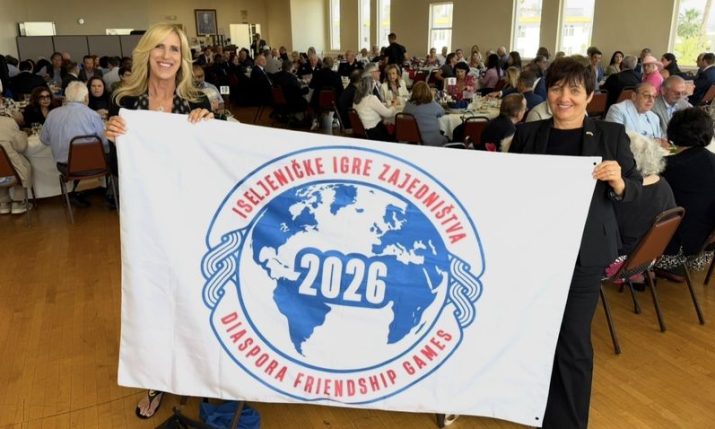 ISELJENIČKE IGRE ZAJEDNIŠTVA
2026
DIASPORA FRIENDSHIP GAMES